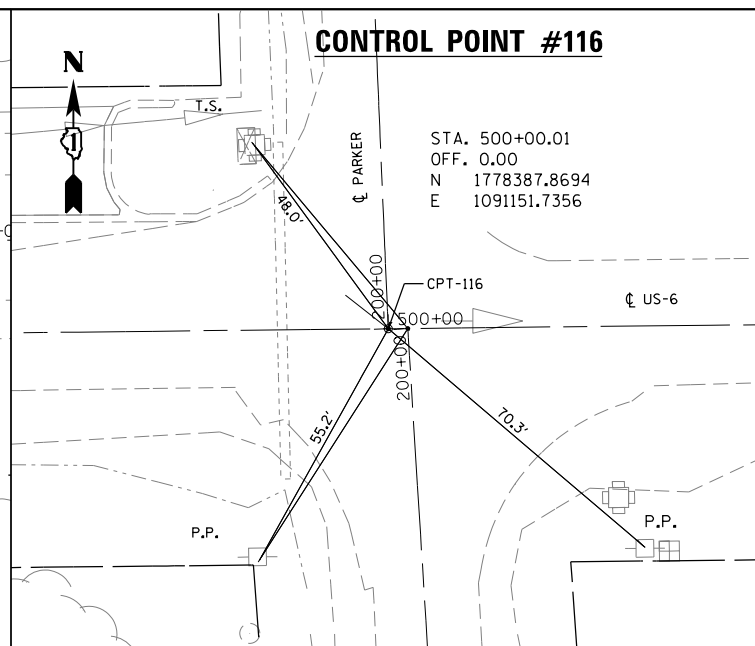 CONTROL POINT #116
N
T.S.
℄ PARKER
STA. 500+00.01
OFF. 0.00
N 1778387.8694
E 1091151.7356
48.0'
200+00
CPT-116
500+00
℄ US-6
200+00
55.2'
70.3'
P.P.
P.P.